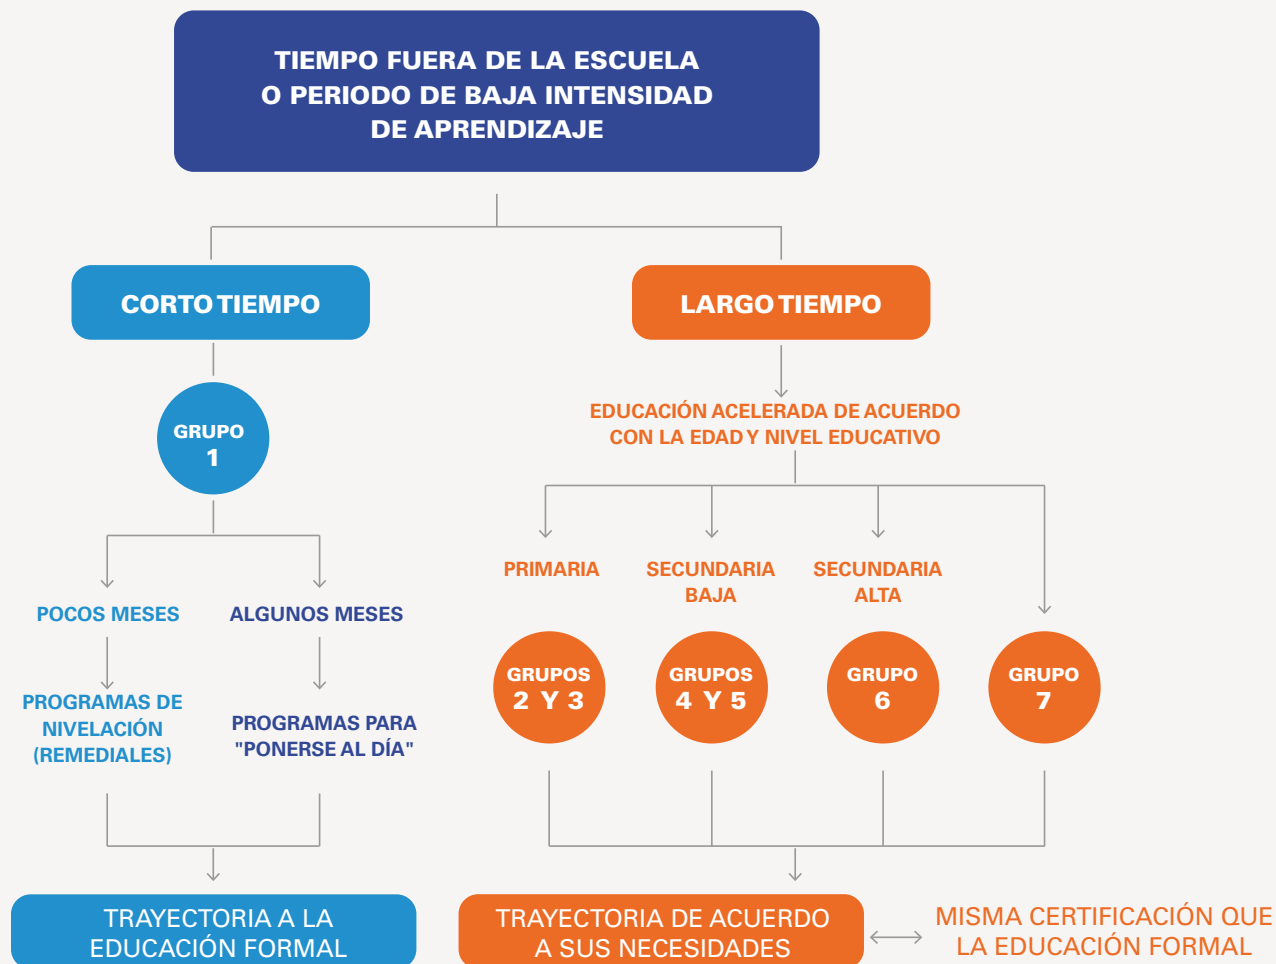 TIEMPO FUERA DE LA ESCUELA
O PERIODO DE BAJA INTENSIDAD
DE APRENDIZAJE
CORTO TIEMPO
LARGO TIEMPO
GRUPO
1
EDUCACIÓN ACELERADA DE ACUERDO
CON LA EDAD Y NIVEL EDUCATIVO
POCOS MESES
ALGUNOS MESES
PROGRAMAS DE
NIVELACIÓN
(REMEDIALES)
PROGRAMAS PARA
"PONERSE AL DÍA"
PRIMARIA
SECUNDARIA
BAJA
SECUNDARIA
ALTA
GRUPOS
2 Y 3
GRUPOS
4 Y 5
GRUPO
6
GRUPO
7
TRAYECTORIA A LA
EDUCACIÓN FORMAL
TRAYECTORIA DE ACUERDO
A SUS NECESIDADES
MISMA CERTIFICACIÓN QUE
LA EDUCACIÓN FORMAL